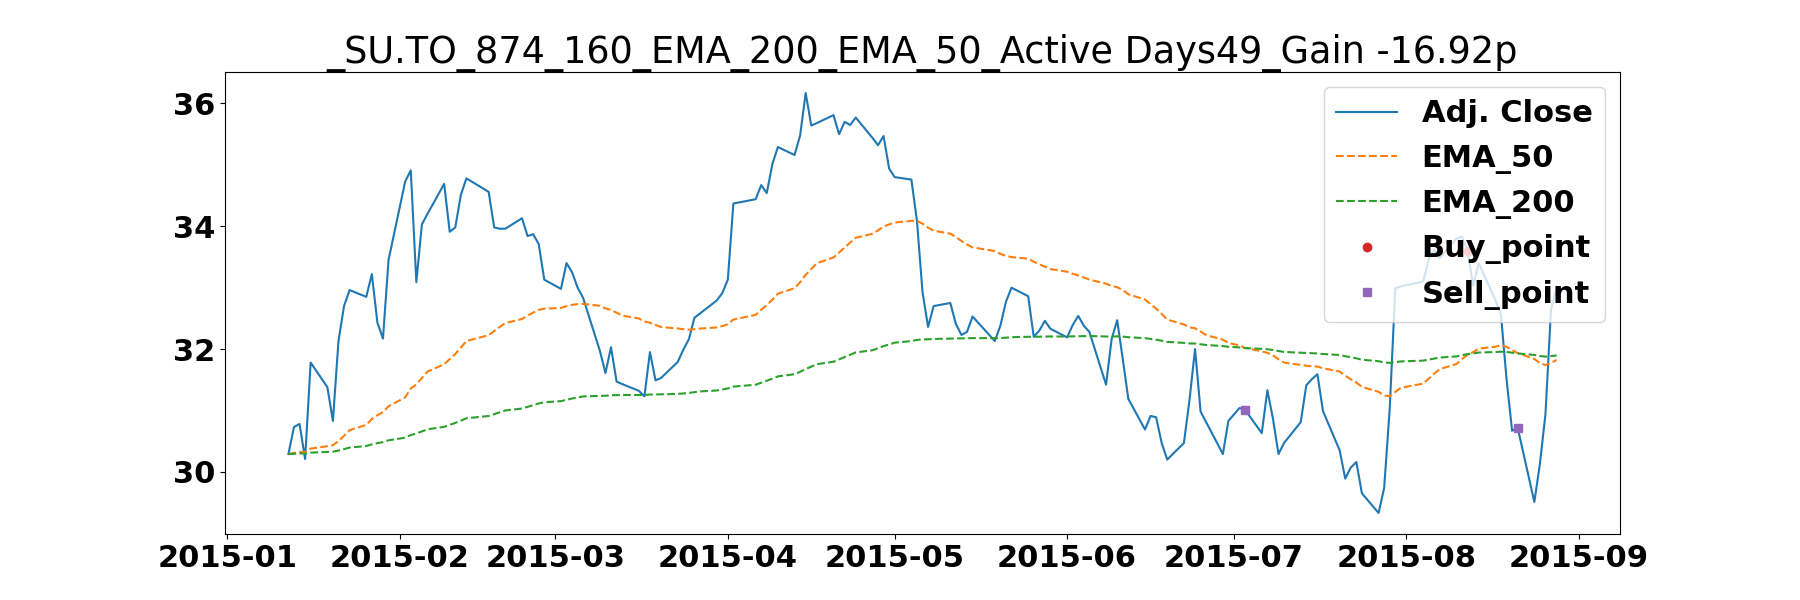 _SU.TO_874_160_EMA_200_EMA_50_Active Days49_Gain -16.92p
36
34
32
30
Adj. Close
EMA_50
EMA_200
Buy_point
Sell_point
2015-01 2015-02 2015-03 2015-04 2015-05 2015-06 2015-07 2015-08 2015-09